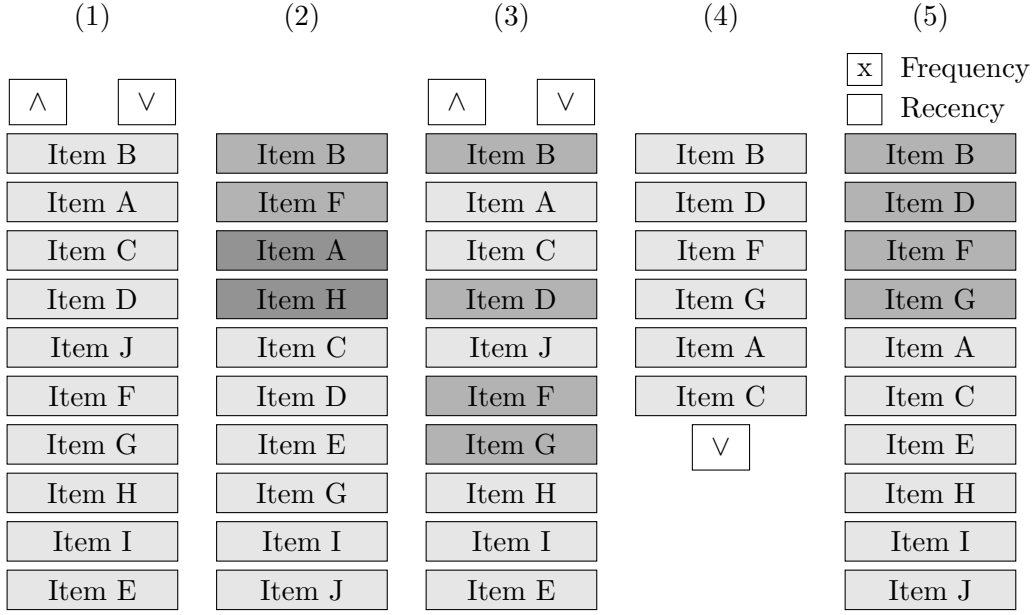 (1) (2) (3) (4) (5)
x Frequency
∧ ∨ ∧ ∨
Recency
Item B Item B Item B Item B Item B
Item A Item F Item A Item D Item D
Item C Item A Item C Item F Item F
Item D Item H Item D Item G Item G
Item J Item C Item J Item A Item A
Item F Item D Item F Item C Item C
Item G Item E Item G ∨ Item E
Item H Item G Item H Item H
Item I Item I Item I Item I
Item E Item J Item E Item J